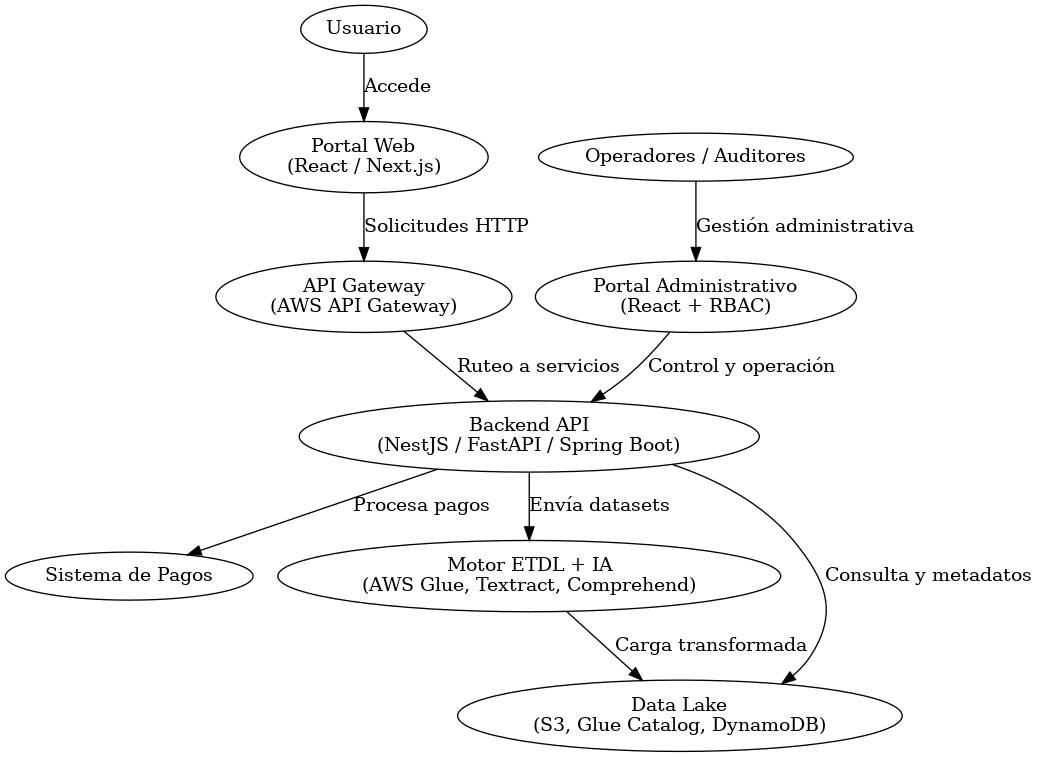 Usuario
Accede
Portal Web
(React / Next.js)
Operadores / Auditores
Solicitudes HTTP
Gestión administrativa
API Gateway
(AWS API Gateway)
Portal Administrativo
(React + RBAC)
Ruteo a servicios
Control y operación
Backend API
(NestJS / FastAPI / Spring Boot)
Procesa pagos
Envía datasets
Consulta y metadatos
Sistema de Pagos
Motor ETDL + IA
(AWS Glue, Textract, Comprehend)
Carga transformada
Data Lake
(S3, Glue Catalog, DynamoDB)